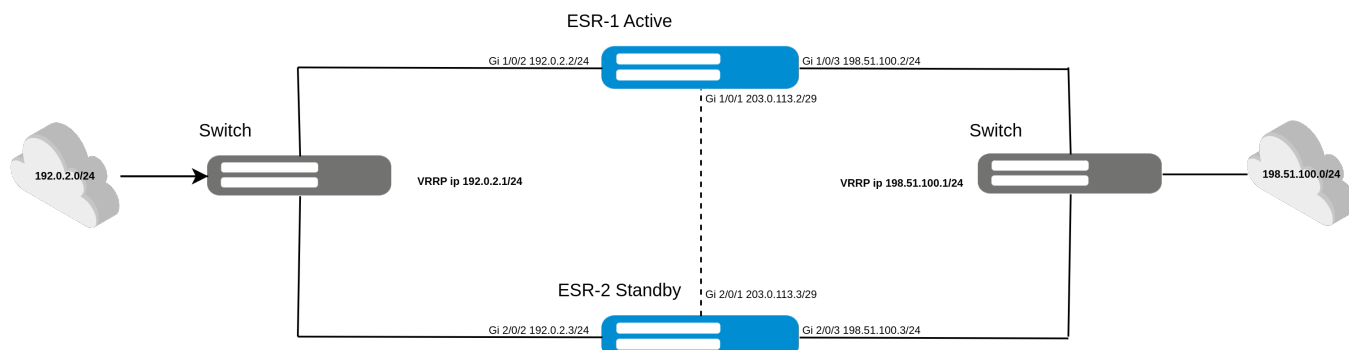 ESR-1 Active
Gi 1/0/2 192.0.2.2/24
Gi 1/0/3 198.51.100.2/24
Gi 1/0/1 203.0.113.2/29
Switch
Switch
192.0.2.0/24
VRRP ip 192.0.2.1/24
VRRP ip 198.51.100.1/24
198.51.100.0/24
ESR-2 Standby
Gi 2/0/1 203.0.113.3/29
Gi 2/0/2 192.0.2.3/24
Gi 2/0/3 198.51.100.3/24